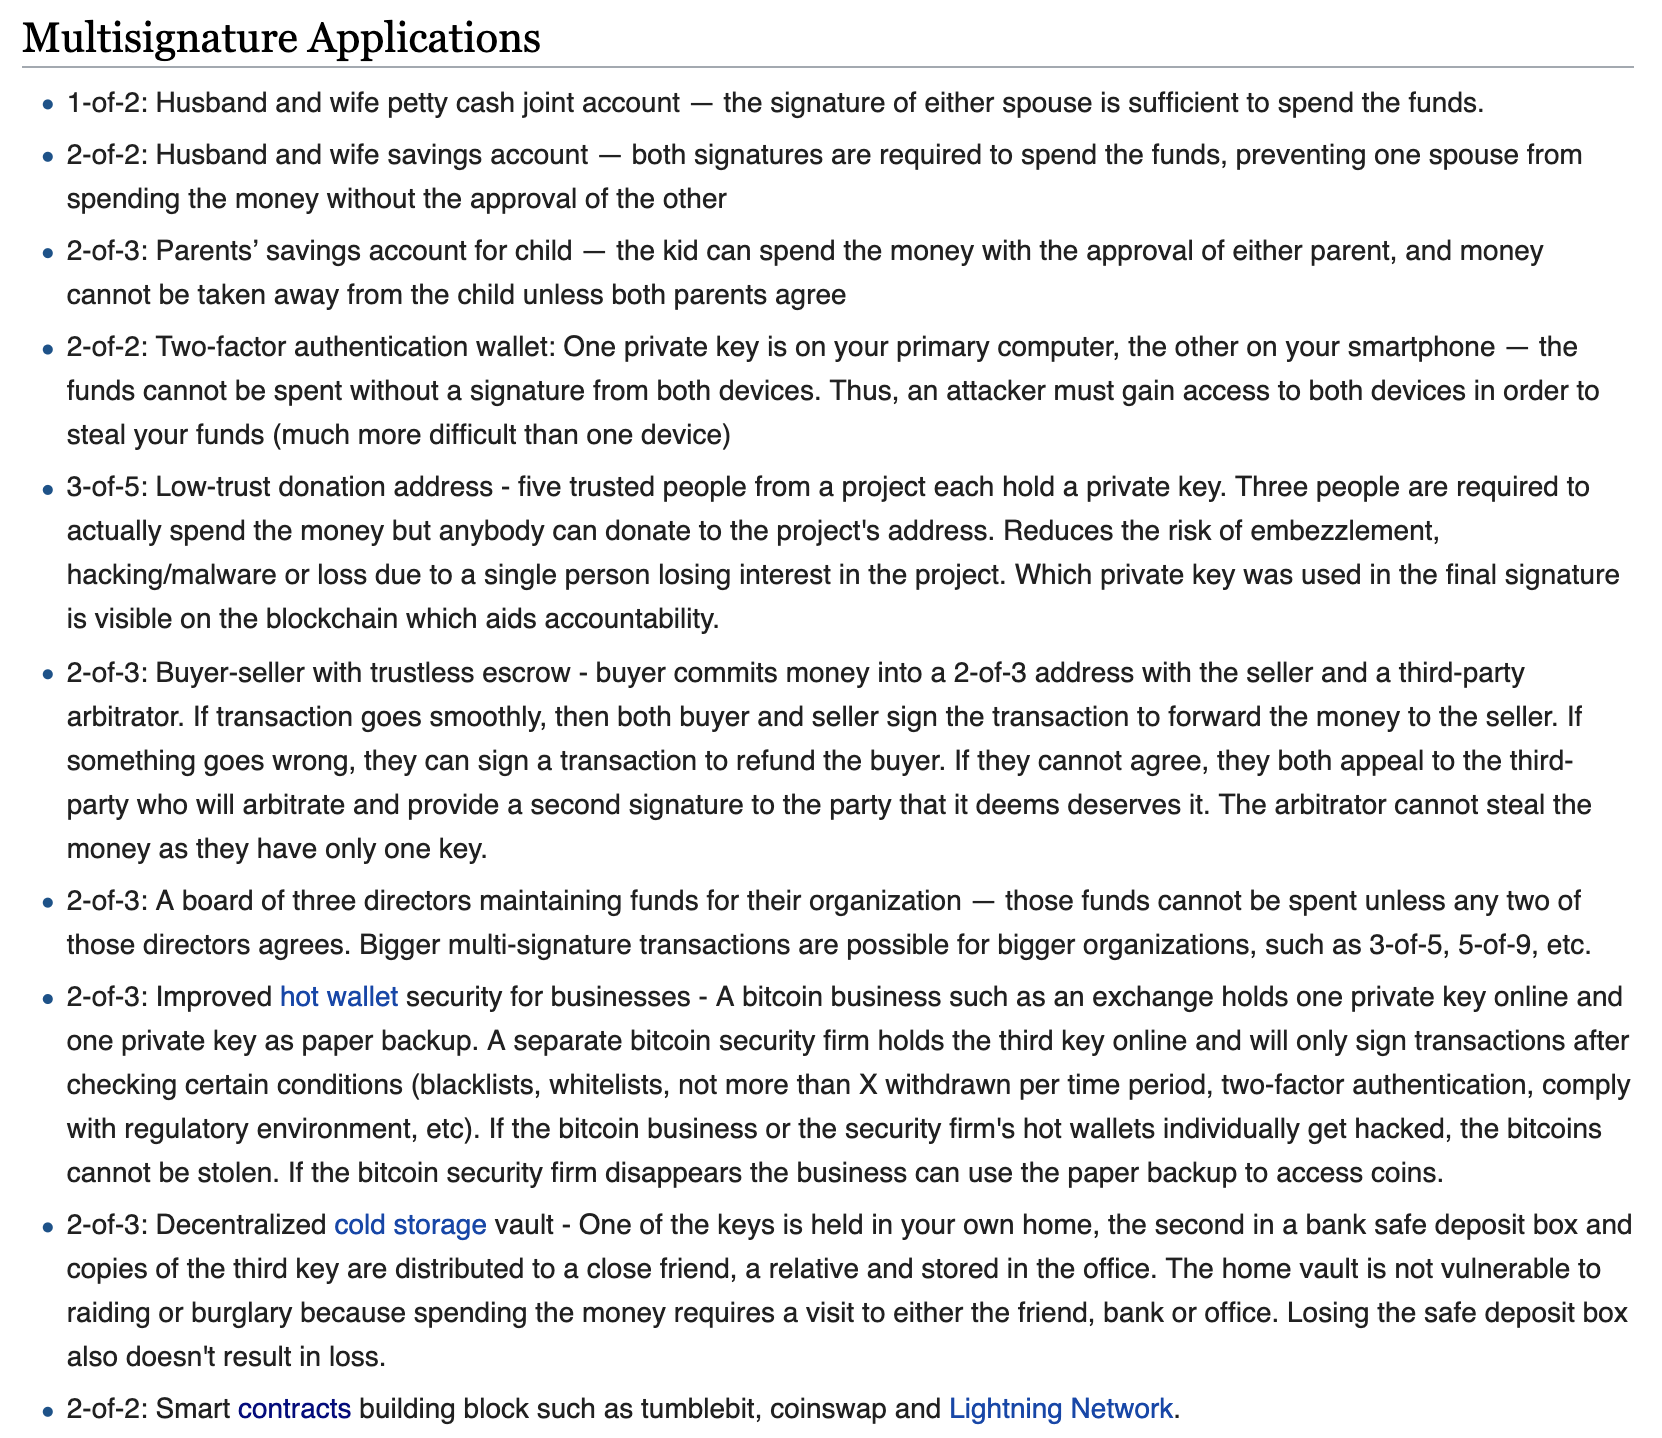 Multisignature Applications
• 1-of-2: Husband and wife petty cash joint account — the signature of either spouse is sufficient to spend the funds.
• 2-of-2: Husband and wife savings account — both signatures are required to spend the funds, preventing one spouse from
spending the money without the approval of the other
• 2-of-3: Parents’ savings account for child — the kid can spend the money with the approval of either parent, and money
cannot be taken away from the child unless both parents agree
• 2-of-2: Two-factor authentication wallet: One private key is on your primary computer, the other on your smartphone — the
funds cannot be spent without a signature from both devices. Thus, an attacker must gain access to both devices in order to
steal your funds (much more difficult than one device)
• 3-of-5: Low-trust donation address - five trusted people from a project each hold a private key. Three people are required to
actually spend the money but anybody can donate to the project's address. Reduces the risk of embezzlement,
hacking/malware or loss due to a single person losing interest in the project. Which private key was used in the final signature
is visible on the blockchain which aids accountability.
• 2-of-3: Buyer-seller with trustless escrow - buyer commits money into a 2-of-3 address with the seller and a third-party
arbitrator. If transaction goes smoothly, then both buyer and seller sign the transaction to forward the money to the seller. If
something goes wrong, they can sign a transaction to refund the buyer. If they cannot agree, they both appeal to the third-
party who will arbitrate and provide a second signature to the party that it deems deserves it. The arbitrator cannot steal the
money as they have only one key.
• 2-of-3: A board of three directors maintaining funds for their organization — those funds cannot be spent unless any two of
those directors agrees. Bigger multi-signature transactions are possible for bigger organizations, such as 3-of-5, 5-of-9, etc.
• 2-of-3: Improved hot wallet security for businesses - A bitcoin business such as an exchange holds one private key online and
one private key as paper backup. A separate bitcoin security firm holds the third key online and will only sign transactions after
checking certain conditions (blacklists, whitelists, not more than X withdrawn per time period, two-factor authentication, comply
with regulatory environment, etc). If the bitcoin business or the security firm's hot wallets individually get hacked, the bitcoins
cannot be stolen. If the bitcoin security firm disappears the business can use the paper backup to access coins.
• 2-of-3: Decentralized cold storage vault - One of the keys is held in your own home, the second in a bank safe deposit box and
copies of the third key are distributed to a close friend, a relative and stored in the office. The home vault is not vulnerable to
raiding or burglary because spending the money requires a visit to either the friend, bank or office. Losing the safe deposit box
also doesn't result in loss.
• 2-of-2: Smart contracts building block such as tumblebit, coinswap and Lightning Network.